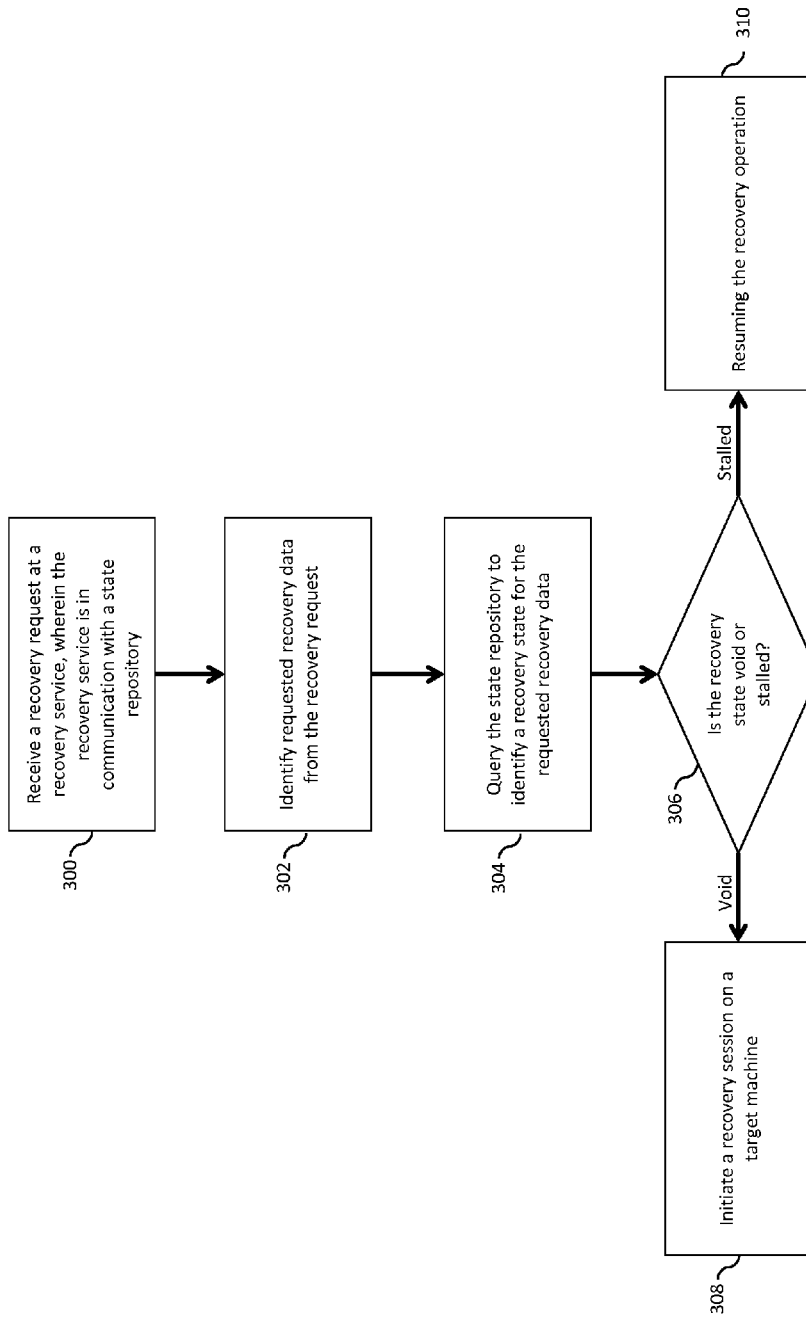 Receive a recovery request at a
recovery service, wherein the
recovery service is in
communication with a state
repository
300
Identify requested recovery data
from the recovery request
302
Query the state repository to
identify a recovery state for the
requested recovery data
304
Is the recovery
state void or
stalled?
306
Void
Initiate a recovery session on a
target machine
308
Stalled
Resuming the recovery operation
310